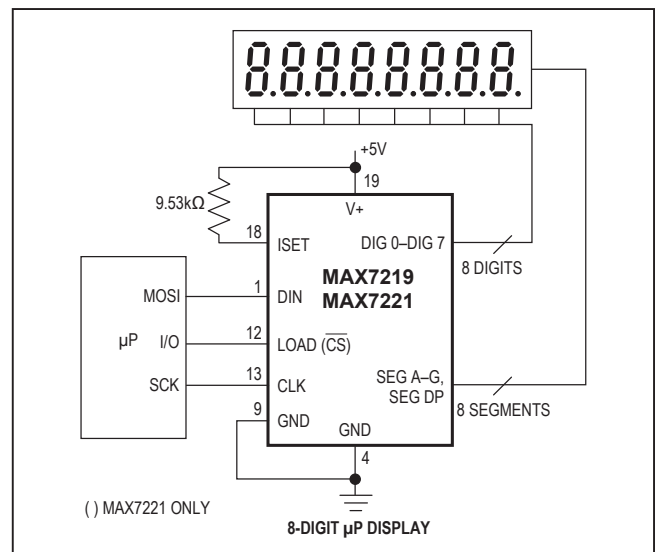 8.8.8.8.8.8.8.8.
+5V
19
9.53kΩ
V+
18 ISET
DIG 0–DIG 7
8 DIGITS
MAX7219
MAX7221
MOSI
1 DIN
µP
I/O
12 LOAD (C̅S̅)
SCK
13 CLK
SEG A–G,
SEG DP
8 SEGMENTS
9 GND
GND
4
( ) MAX7221 ONLY
8-DIGIT µP DISPLAY